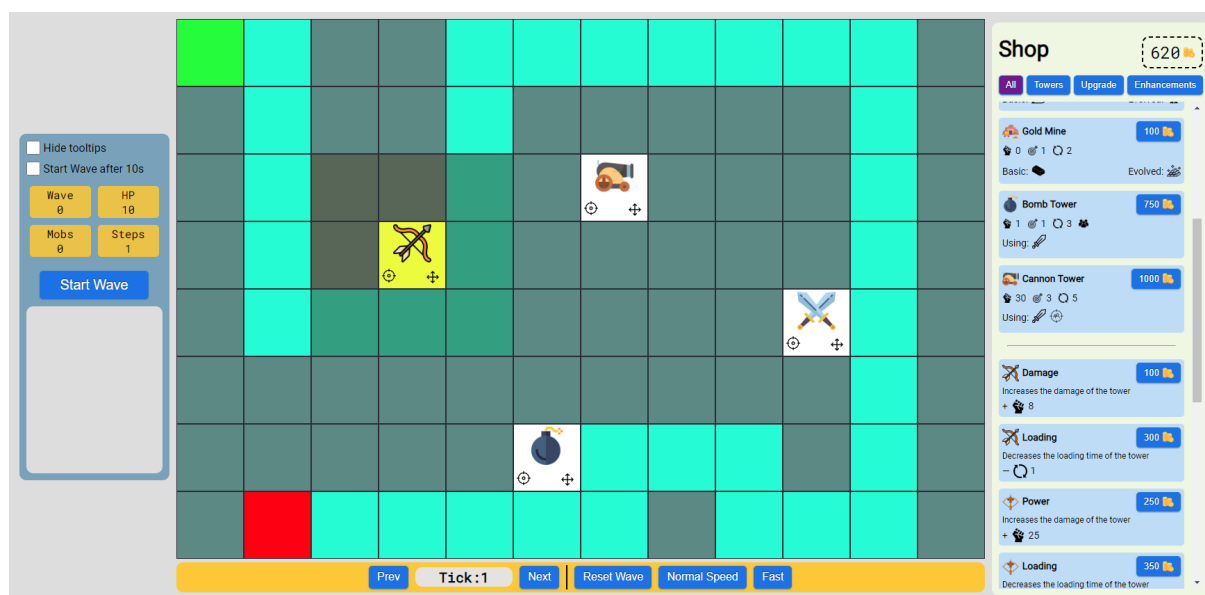 Hide tooltips
Start Wave after 10s
Wave
0
HP
10
Mobs
0
Steps
1
Start Wave
Prev
Tick:1
Next
Reset Wave
Normal Speed
Fast
Shop
620
All
Towers
Upgrade
Enhancements
Gold Mine
100
0 1 2
Basic:
Evolved:
Bomb Tower
750
1 1 3
Using:
Cannon Tower
1000
30 3 5
Using:
Damage
100
Increases the damage of the tower
+ 8
Loading
300
Decreases the loading time of the tower
− 1
Power
250
Increases the damage of the tower
+ 25
Loading
350
Decreases the loading time of the tower